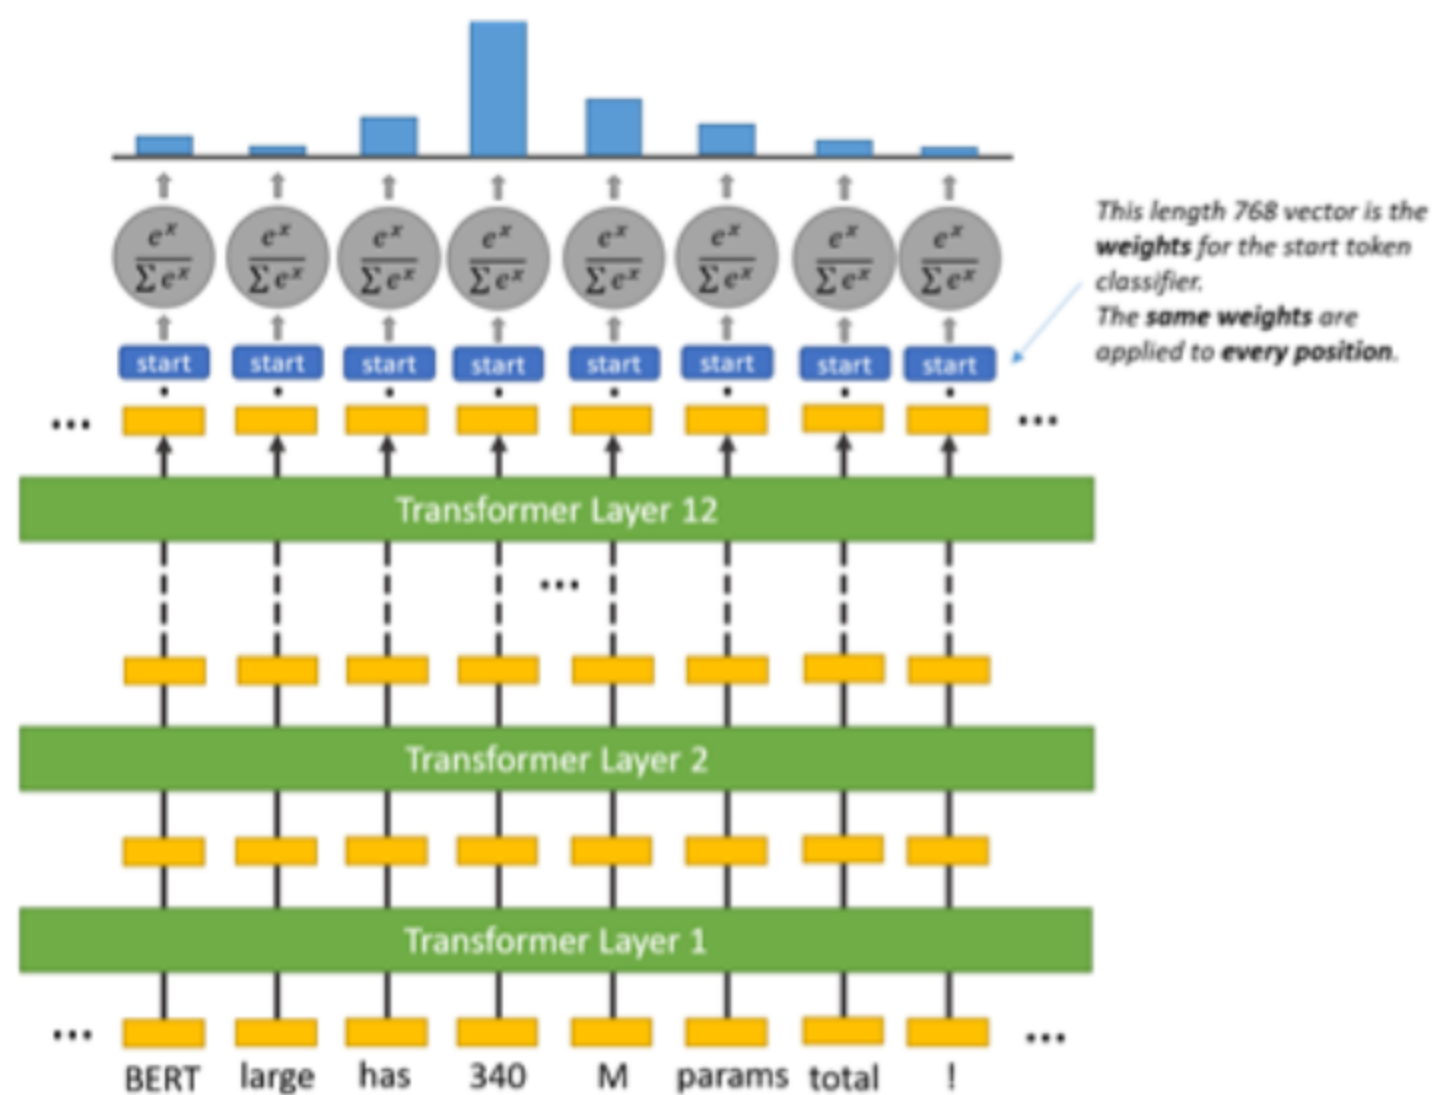 e^x / ∑ e^x e^x / ∑ e^x e^x / ∑ e^x e^x / ∑ e^x e^x / ∑ e^x e^x / ∑ e^x e^x / ∑ e^x e^x / ∑ e^x
This length 768 vector is the
weights for the start token
classifier.
The same weights are
applied to every position.
start start start start start start start start
... ...
Transformer Layer 12
...
Transformer Layer 2
Transformer Layer 1
... ...
BERT large has 340 M params total !